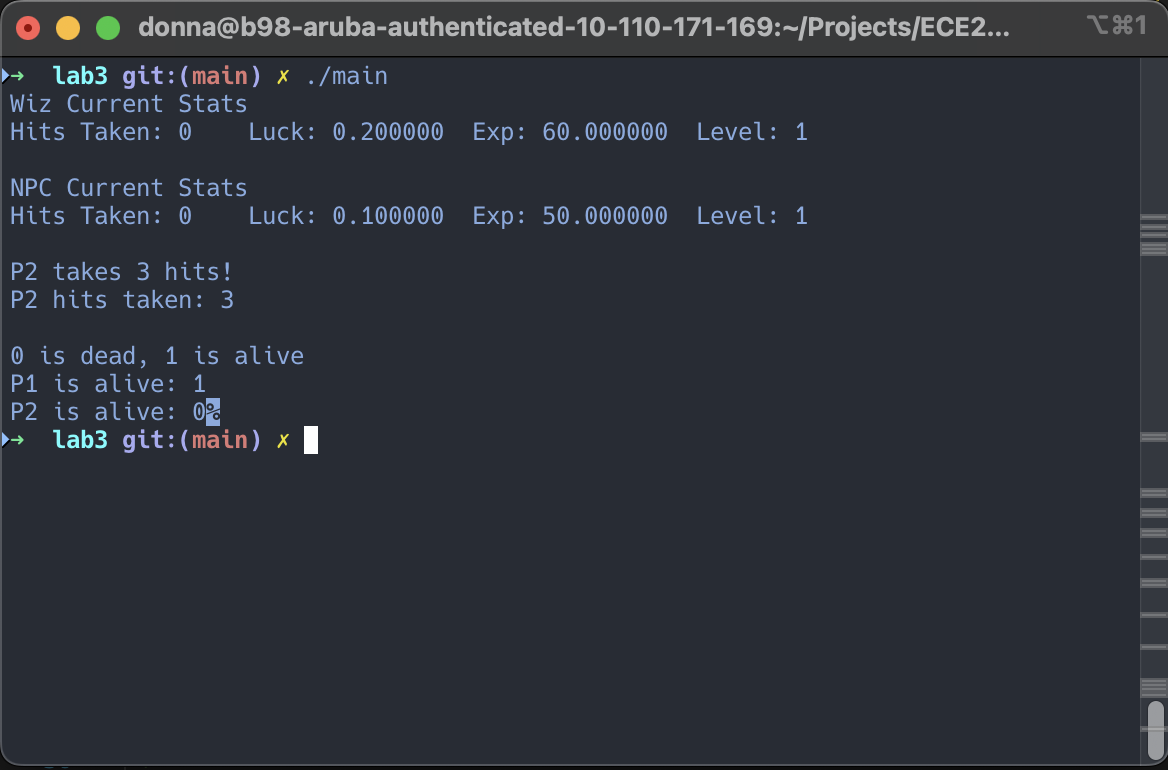 donna@b98-aruba-authenticated-10-110-171-169:~/Projects/ECE2... ⌥⌘1
→ lab3 git:(main) ✗ ./main
Wiz Current Stats
Hits Taken: 0    Luck: 0.200000  Exp: 60.000000  Level: 1
NPC Current Stats
Hits Taken: 0    Luck: 0.100000  Exp: 50.000000  Level: 1
P2 takes 3 hits!
P2 hits taken: 3
0 is dead, 1 is alive
P1 is alive: 1
P2 is alive: 0%
→ lab3 git:(main) ✗